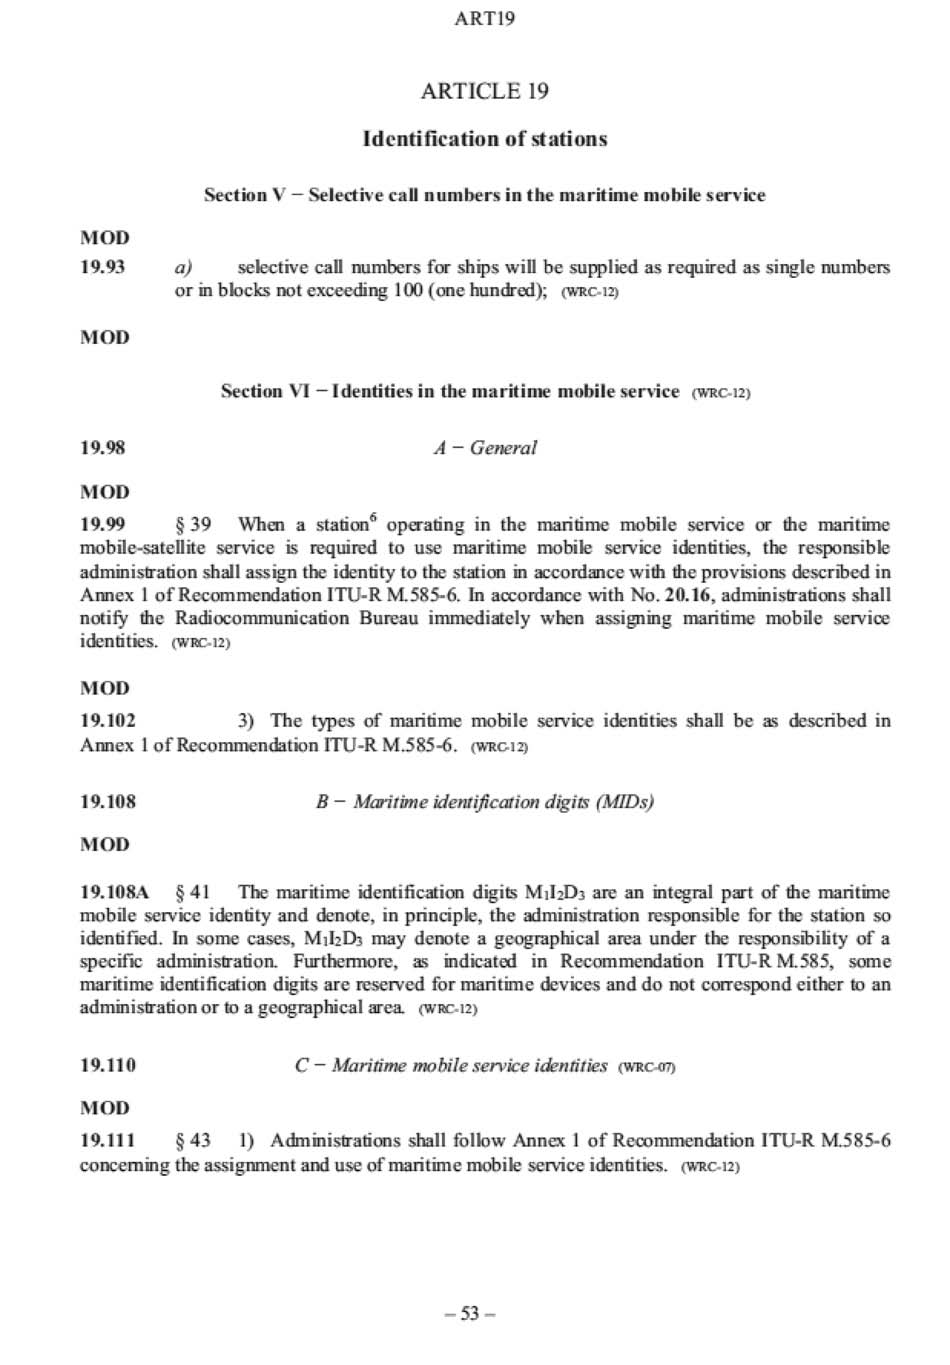 ART19
ARTICLE 19
Identification of stations
Section V – Selective call numbers in the maritime mobile service
MOD
19.93 a) selective call numbers for ships will be supplied as required as single numbers
or in blocks not exceeding 100 (one hundred); (WRC-12)
MOD
Section VI – Identities in the maritime mobile service (WRC-12)
19.98 A – General
MOD
19.99 § 39 When a station6 operating in the maritime mobile service or the maritime
mobile-satellite service is required to use maritime mobile service identities, the responsible
administration shall assign the identity to the station in accordance with the provisions described in
Annex 1 of Recommendation ITU-R M.585-6. In accordance with No. 20.16, administrations shall
notify the Radiocommunication Bureau immediately when assigning maritime mobile service
identities. (WRC-12)
MOD
19.102 3) The types of maritime mobile service identities shall be as described in
Annex 1 of Recommendation ITU-R M.585-6. (WRC-12)
19.108 B – Maritime identification digits (MIDs)
MOD
19.108A § 41 The maritime identification digits M1I2D3 are an integral part of the maritime
mobile service identity and denote, in principle, the administration responsible for the station so
identified. In some cases, M1I2D3 may denote a geographical area under the responsibility of a
specific administration. Furthermore, as indicated in Recommendation ITU-R M.585, some
maritime identification digits are reserved for maritime devices and do not correspond either to an
administration or to a geographical area. (WRC-12)
19.110 C – Maritime mobile service identities (WRC-07)
MOD
19.111 § 43 1) Administrations shall follow Annex 1 of Recommendation ITU-R M.585-6
concerning the assignment and use of maritime mobile service identities. (WRC-12)
– 53 –